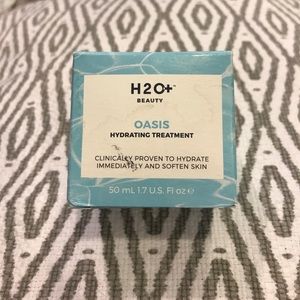 H2O+™
BEAUTY
OASIS
HYDRATING TREATMENT
CLINICALLY PROVEN TO HYDRATE
IMMEDIATELY AND SOFTEN SKIN
50 mL 1.7 U.S. Fl oz ℮